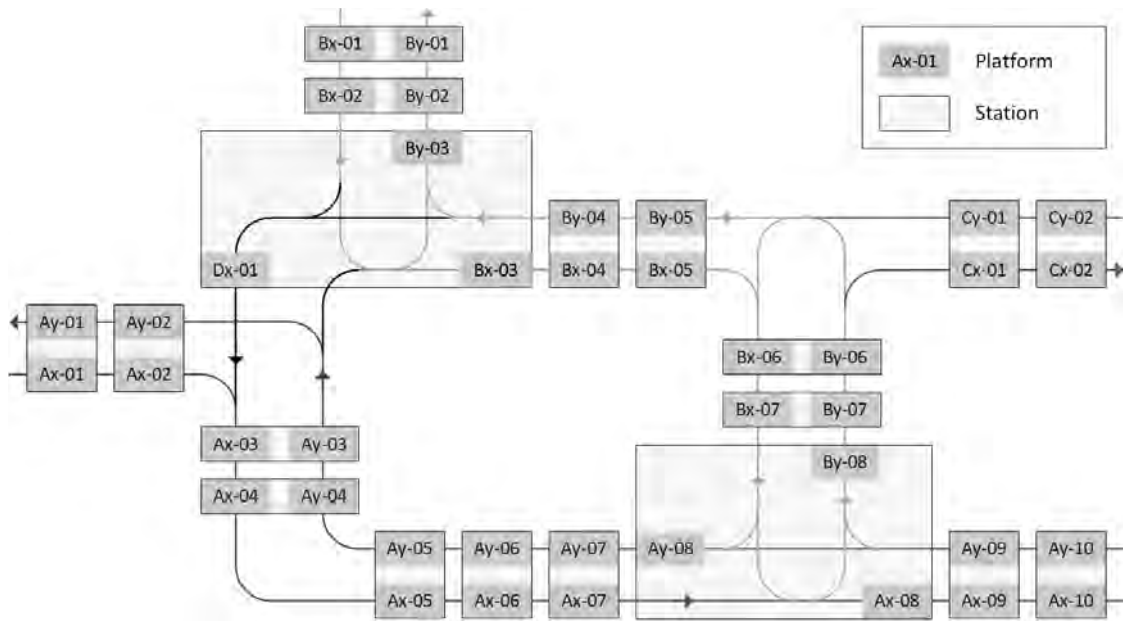 Bx-01 By-01
Ax-01 Platform
Bx-02 By-02
Station
By-03
By-04 By-05 Cy-01 Cy-02
Dx-01 Bx-03 Bx-04 Bx-05 Cx-01 Cx-02
Ay-01 Ay-02
Bx-06 By-06
Ax-01 Ax-02
Bx-07 By-07
Ax-03 Ay-03
By-08
Ax-04 Ay-04
Ay-05 Ay-06 Ay-07 Ay-08 Ay-09 Ay-10
Ax-05 Ax-06 Ax-07 Ax-08 Ax-09 Ax-10